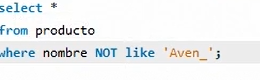 select *
from producto
where nombre NOT like 'Aven_';